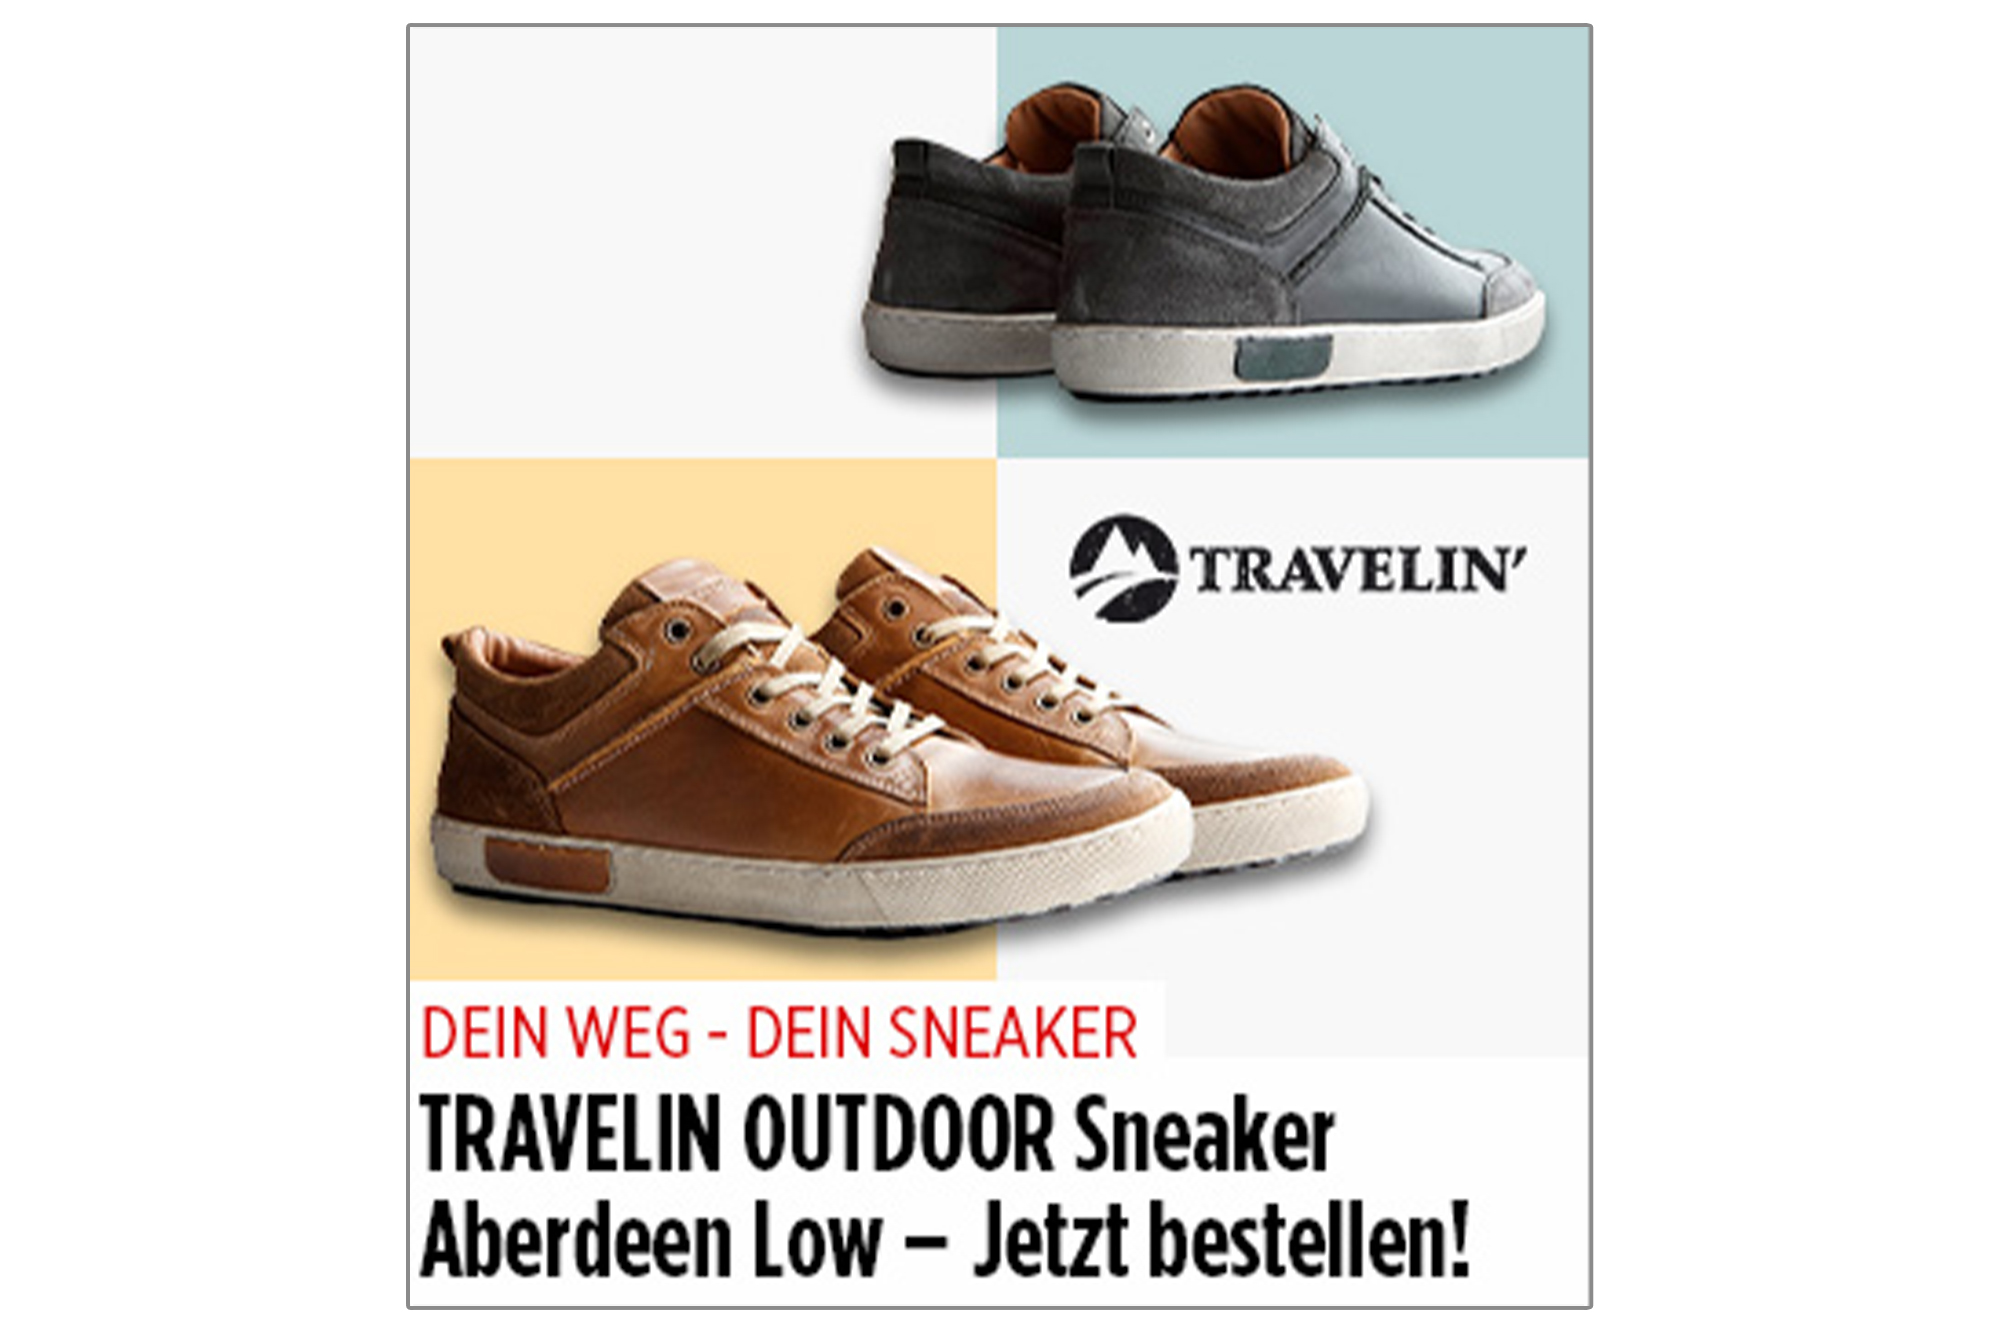 TRAVELIN’
DEIN WEG - DEIN SNEAKER
TRAVELIN OUTDOOR Sneaker
Aberdeen Low – Jetzt bestellen!